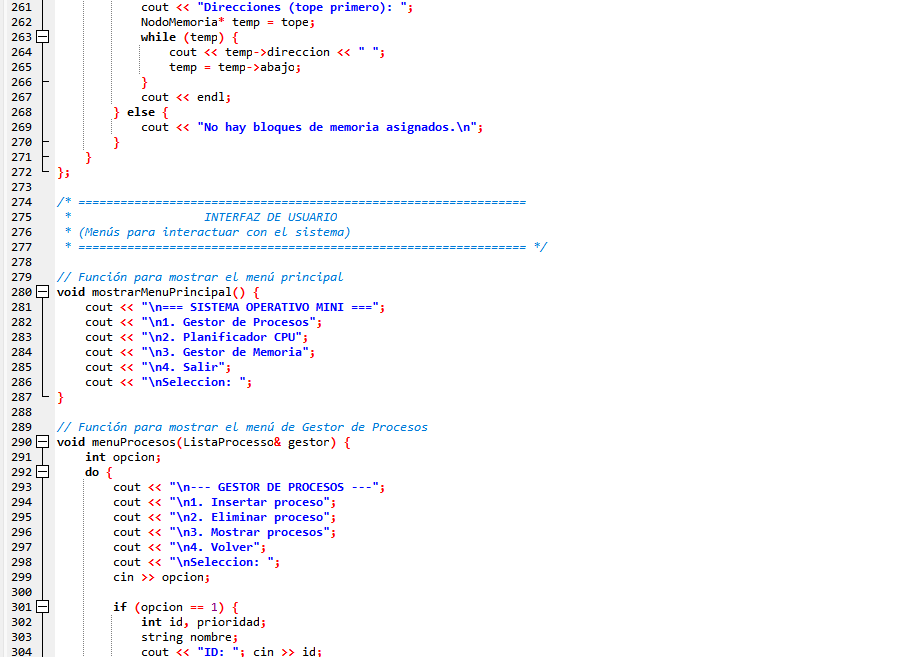 261 cout << "Direcciones (tope primero): ";
262 NodoMemoria* temp = tope;
263 while (temp) {
264 cout << temp->direccion << " ";
265 temp = temp->abajo;
266 }
267 cout << endl;
268 } else {
269 cout << "No hay bloques de memoria asignados.\n";
270 }
271 }
272 };
273
274 /* ================================================================
275 * INTERFAZ DE USUARIO
276 * (Menús para interactuar con el sistema)
277 * ================================================================ */
278
279 // Función para mostrar el menú principal
280 void mostrarMenuPrincipal() {
281 cout << "\n=== SISTEMA OPERATIVO MINI ===";
282 cout << "\n1. Gestor de Procesos";
283 cout << "\n2. Planificador CPU";
284 cout << "\n3. Gestor de Memoria";
285 cout << "\n4. Salir";
286 cout << "\nSeleccion: ";
287 }
288
289 // Función para mostrar el menú de Gestor de Procesos
290 void menuProcesos(ListaProcesso& gestor) {
291 int opcion;
292 do {
293 cout << "\n--- GESTOR DE PROCESOS ---";
294 cout << "\n1. Insertar proceso";
295 cout << "\n2. Eliminar proceso";
296 cout << "\n3. Mostrar procesos";
297 cout << "\n4. Volver";
298 cout << "\nSeleccion: ";
299 cin >> opcion;
300
301 if (opcion == 1) {
302 int id, prioridad;
303 string nombre;
304 cout << "ID: "; cin >> id;